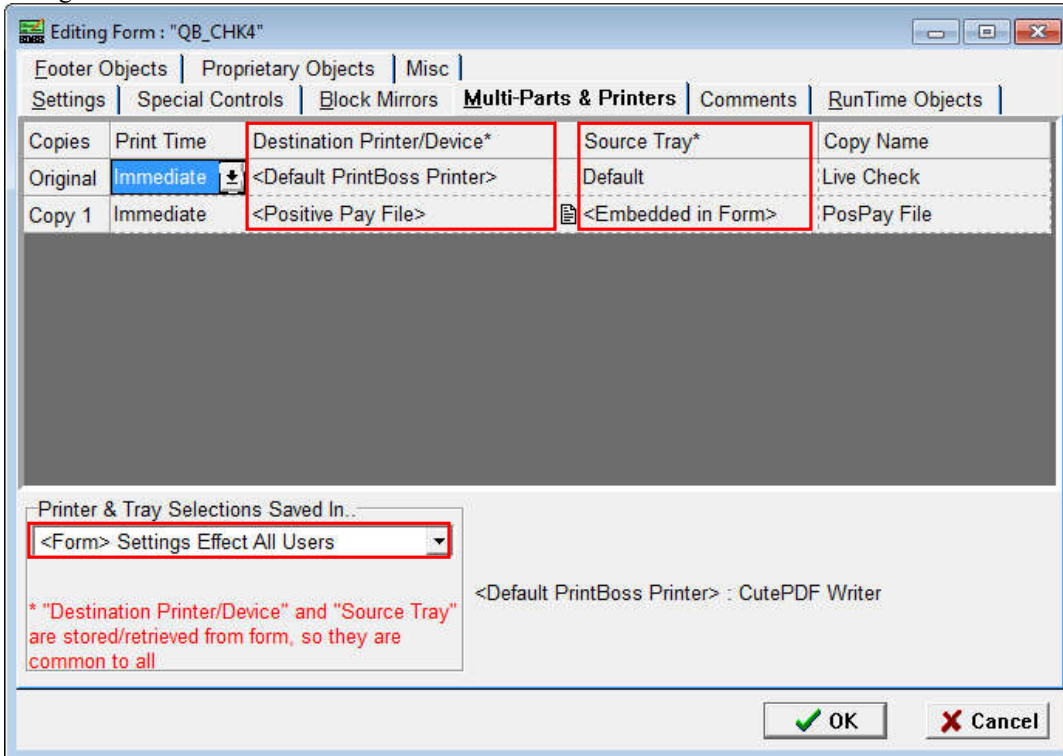 Editing Form : "QB_CHK4"
Footer Objects Proprietary Objects Misc
Settings Special Controls Block Mirrors Multi-Parts & Printers Comments RunTime Objects
Copies Print Time Destination Printer/Device* Source Tray* Copy Name
Original Immediate <Default PrintBoss Printer> Default Live Check
Copy 1 Immediate <Positive Pay File> <Embedded in Form> PosPay File
Printer & Tray Selections Saved In..
<Form> Settings Effect All Users
* "Destination Printer/Device" and "Source Tray"
are stored/retrieved from form, so they are
common to all
<Default PrintBoss Printer> : CutePDF Writer
OK Cancel